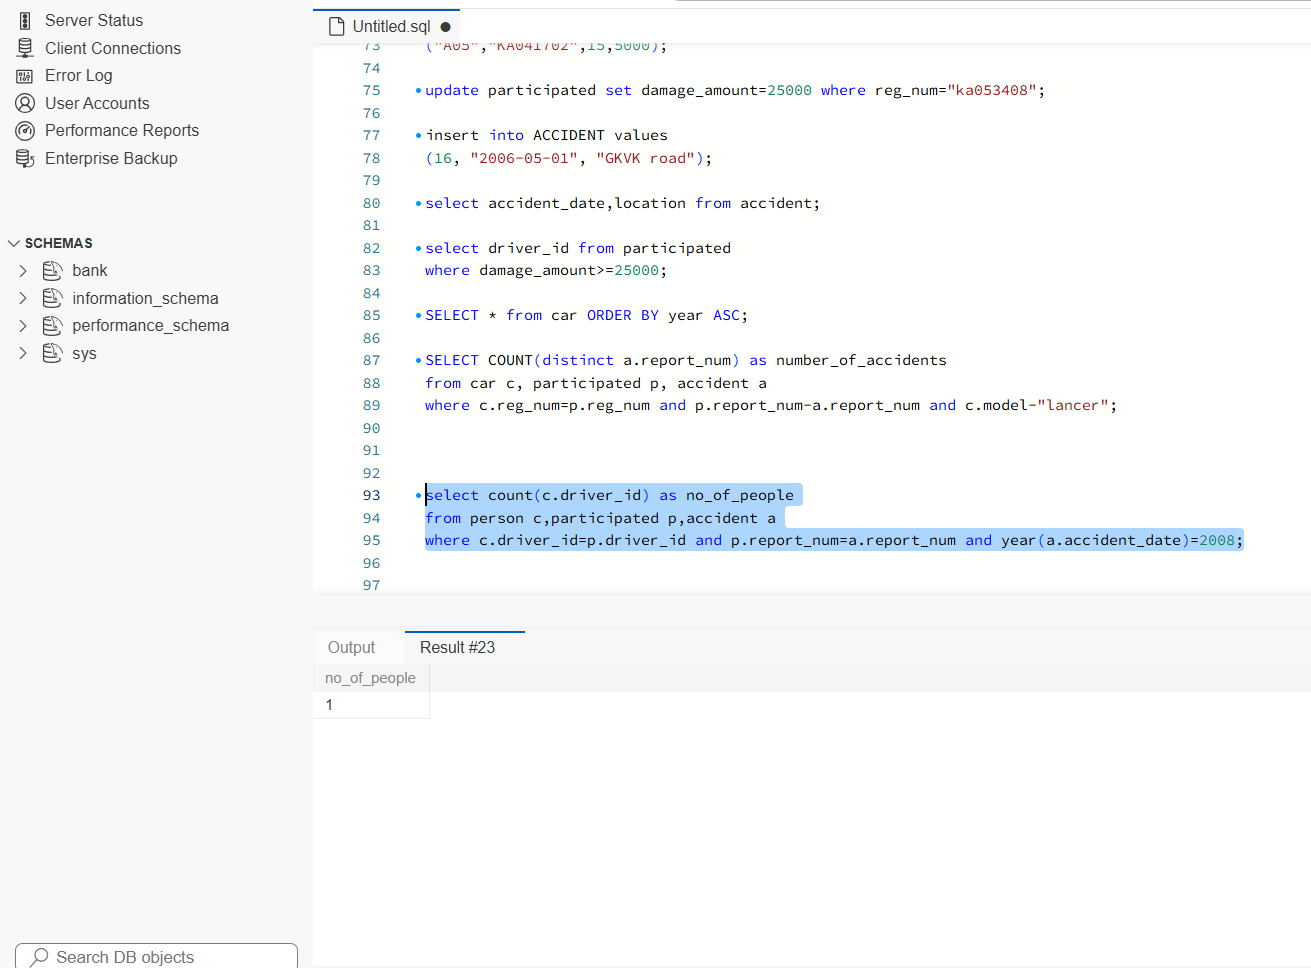 Server Status
Client Connections
Error Log
User Accounts
Performance Reports
Enterprise Backup
SCHEMAS
bank
information_schema
performance_schema
sys
Search DB objects
Untitled.sql
73 ("A05","KA041702",15,5000);
74
75 update participated set damage_amount=25000 where reg_num="ka053408";
76
77 insert into ACCIDENT values
78 (16, "2006-05-01", "GKVK road");
79
80 select accident_date,location from accident;
81
82 select driver_id from participated
83 where damage_amount>=25000;
84
85 SELECT * from car ORDER BY year ASC;
86
87 SELECT COUNT(distinct a.report_num) as number_of_accidents
88 from car c, participated p, accident a
89 where c.reg_num=p.reg_num and p.report_num-a.report_num and c.model-"lancer";
90
91
92
93 select count(c.driver_id) as no_of_people
94 from person c,participated p,accident a
95 where c.driver_id=p.driver_id and p.report_num=a.report_num and year(a.accident_date)=2008;
96
97
Output Result #23
no_of_people
1